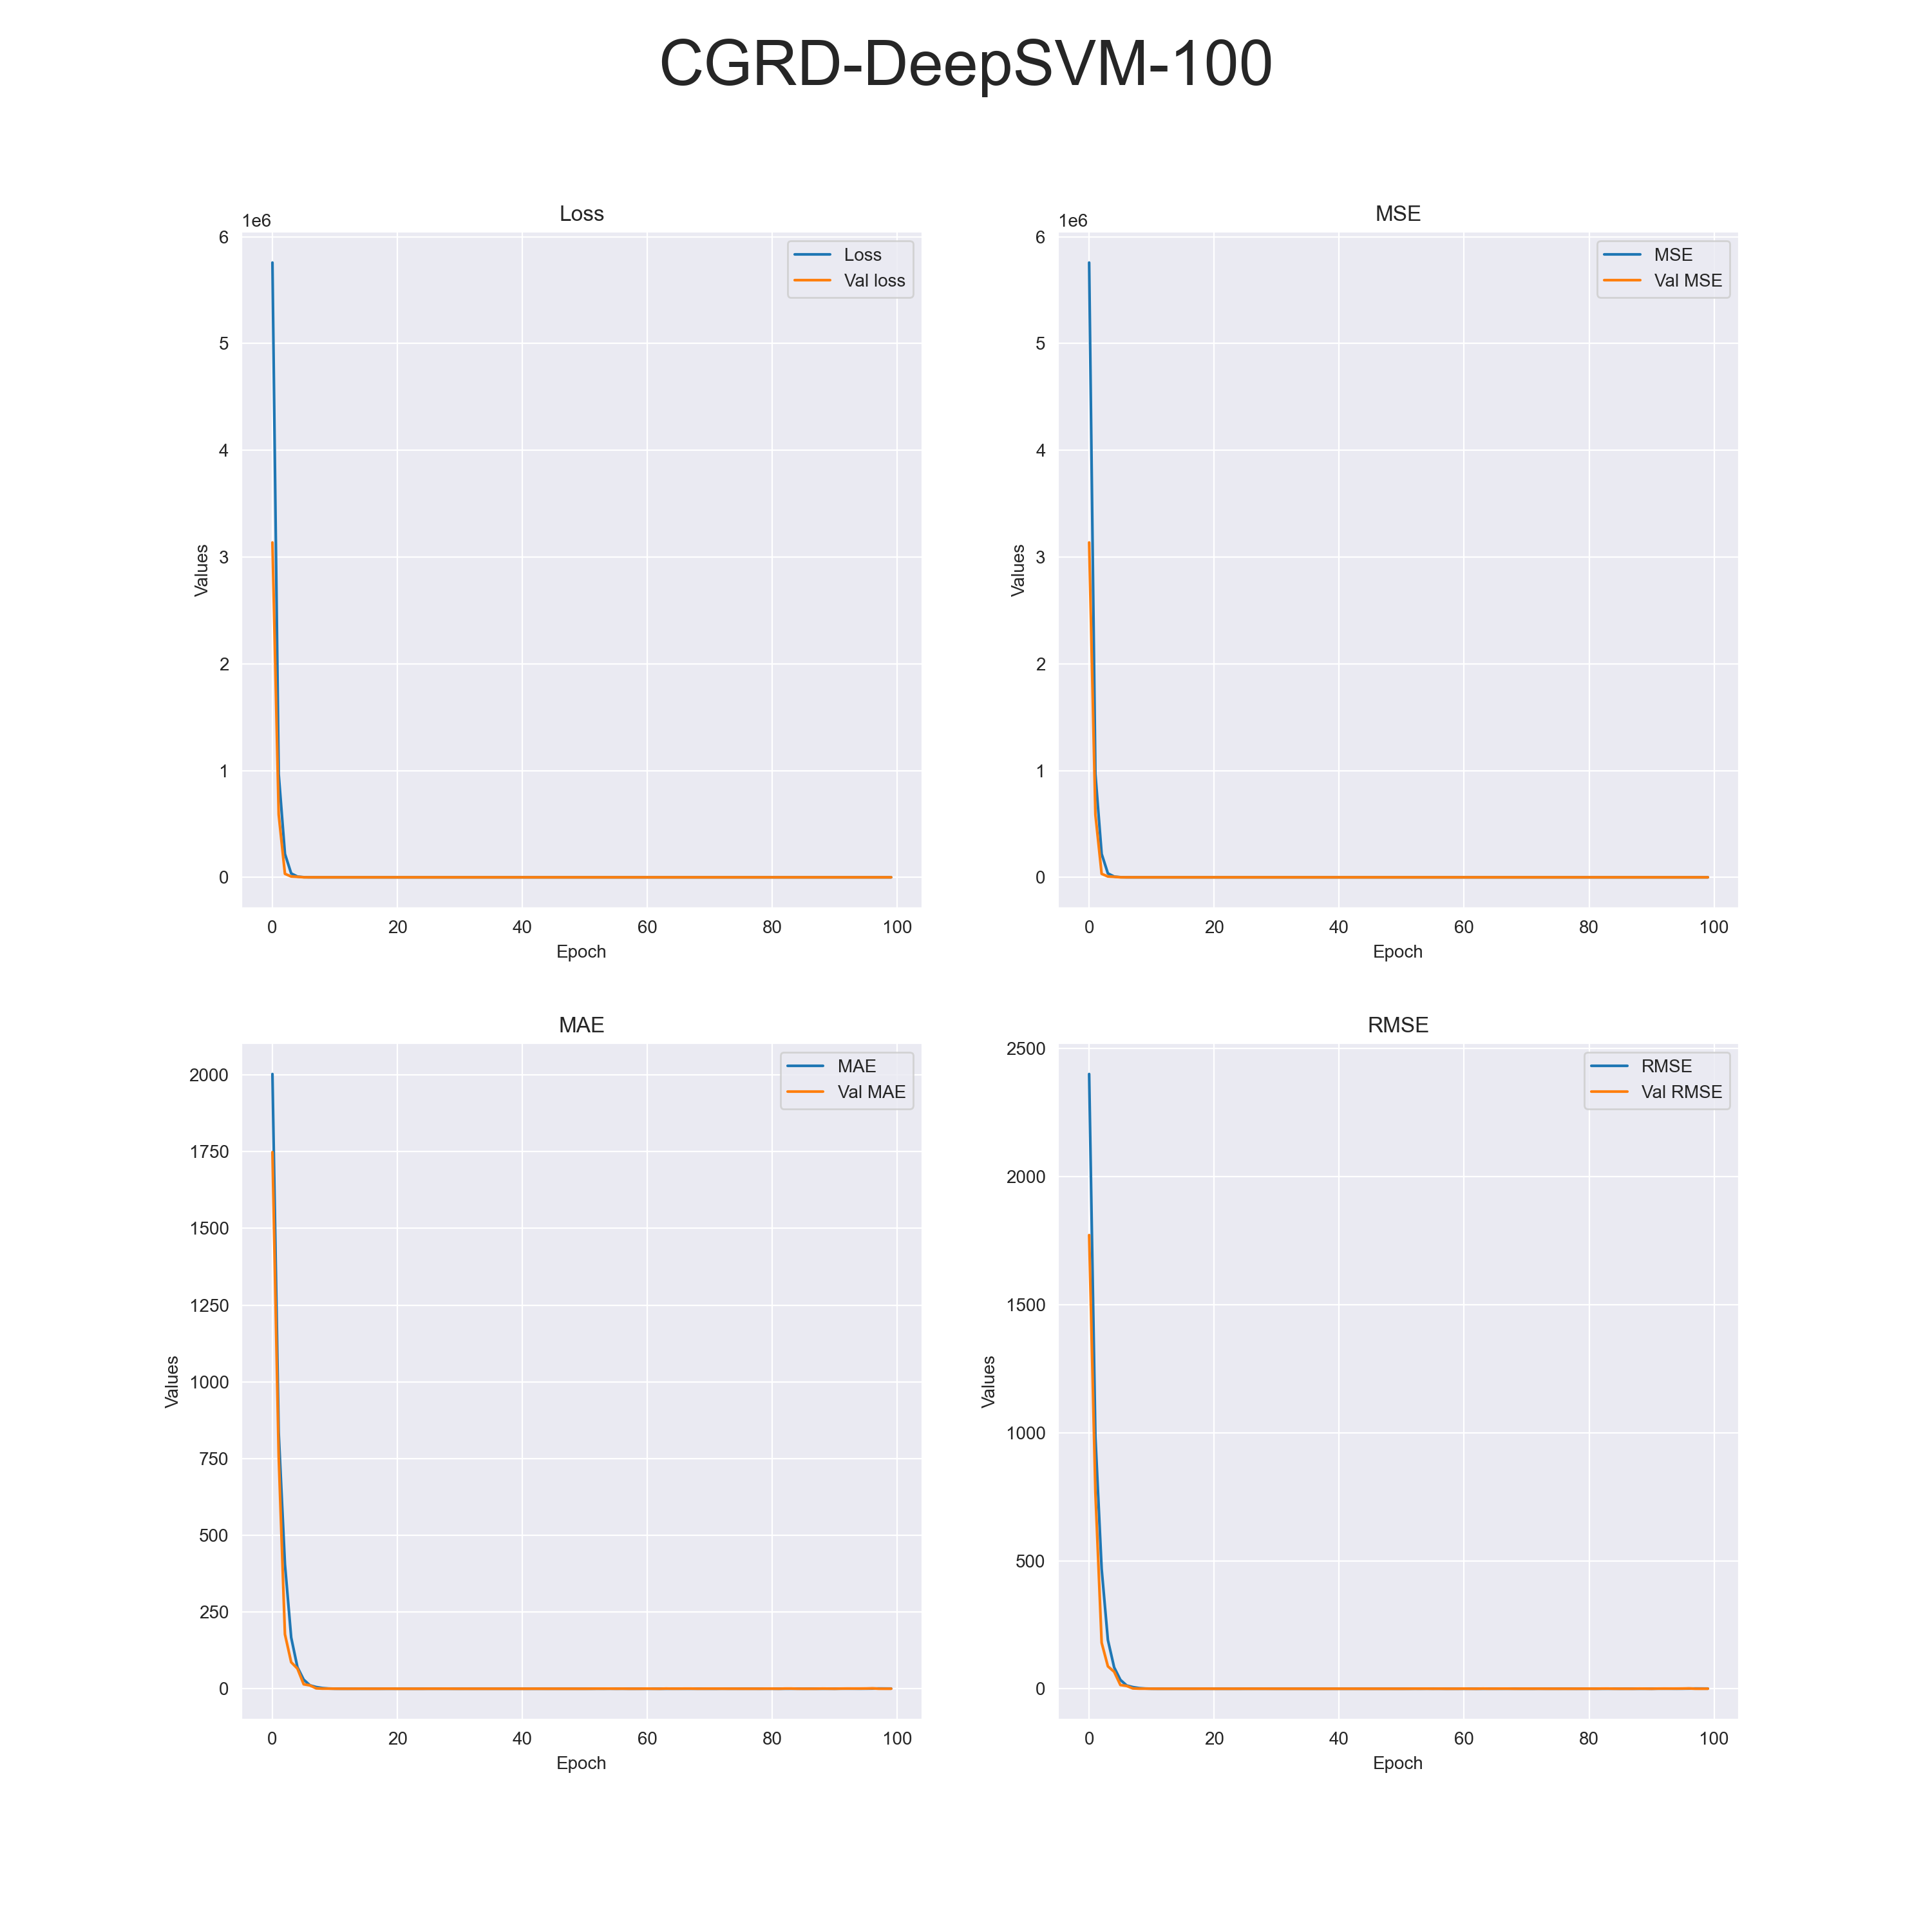 CGRD-DeepSVM-100
Loss
1e6
6
5
4
3
2
1
0
Values
0 20 40 60 80 100
Epoch
Loss
Val loss
MSE
1e6
6
5
4
3
2
1
0
Values
0 20 40 60 80 100
Epoch
MSE
Val MSE
MAE
2000
1750
1500
1250
1000
750
500
250
0
Values
0 20 40 60 80 100
Epoch
MAE
Val MAE
RMSE
2500
2000
1500
1000
500
0
Values
0 20 40 60 80 100
Epoch
RMSE
Val RMSE